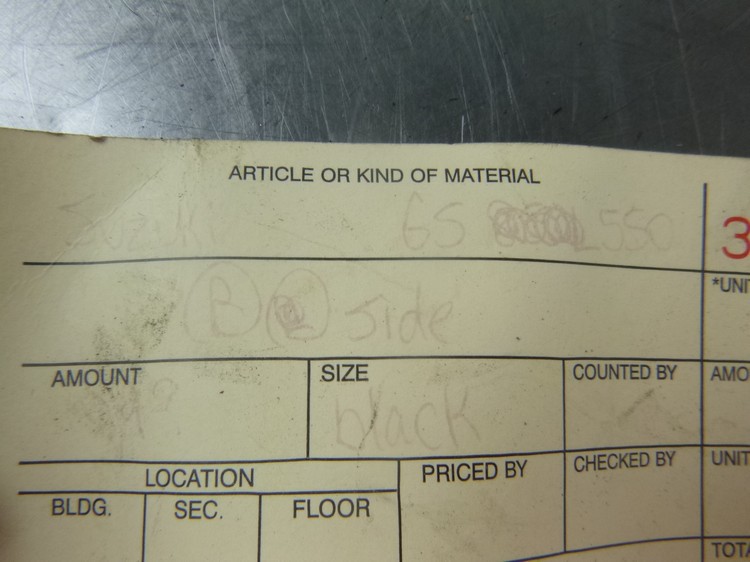 ARTICLE OR KIND OF MATERIAL
Suzuki GS L550 3
*UNI
B L side
AMOUNT SIZE COUNTED BY AMO
black
LOCATION PRICED BY CHECKED BY UNIT
BLDG. SEC. FLOOR
TOTA